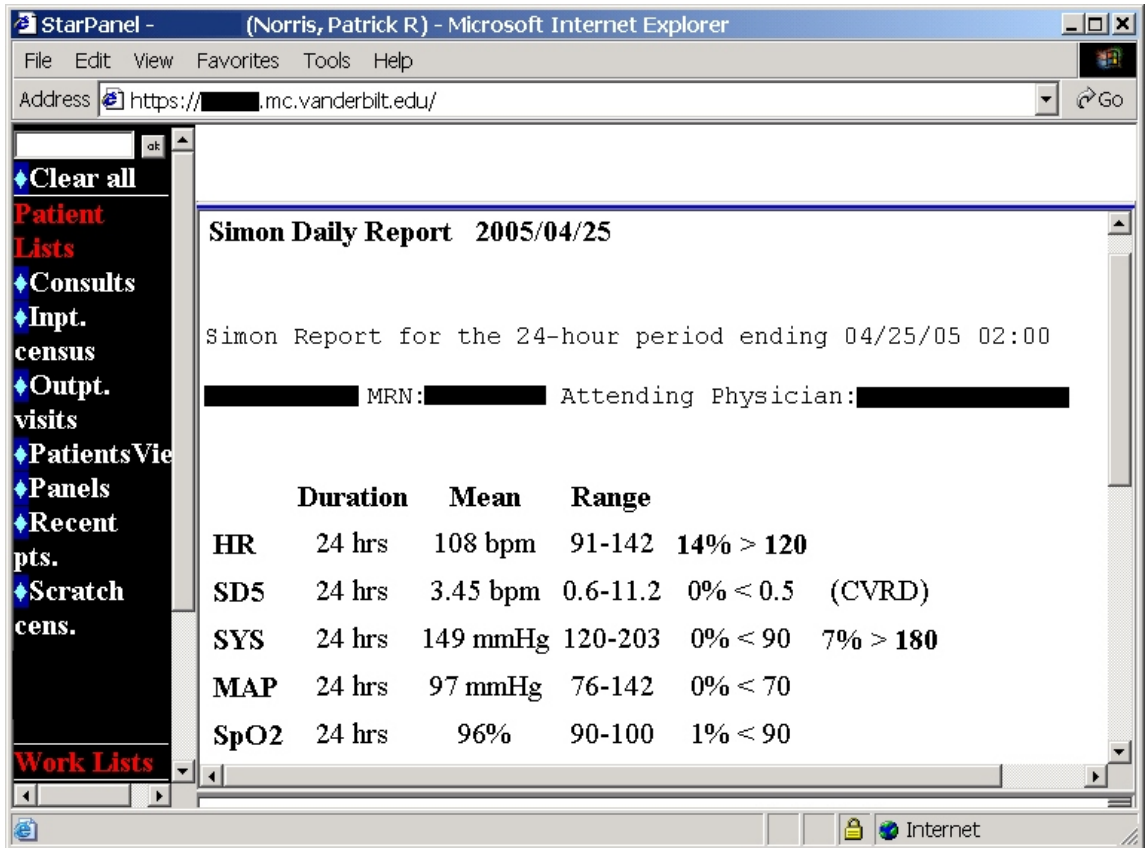 StarPanel - (Norris, Patrick R) - Microsoft Internet Explorer
File Edit View Favorites Tools Help
Address https:// .mc.vanderbilt.edu/ Go
ok
Clear all
Patient
Lists
Consults
Inpt.
census
Outpt.
visits
PatientsVie
Panels
Recent
pts.
Scratch
cens.
Work Lists
Simon Daily Report 2005/04/25
Simon Report for the 24-hour period ending 04/25/05 02:00
MRN: Attending Physician:
Duration Mean Range
HR 24 hrs 108 bpm 91-142 14% > 120
SD5 24 hrs 3.45 bpm 0.6-11.2 0% < 0.5 (CVRD)
SYS 24 hrs 149 mmHg 120-203 0% < 90 7% > 180
MAP 24 hrs 97 mmHg 76-142 0% < 70
SpO2 24 hrs 96% 90-100 1% < 90
Internet